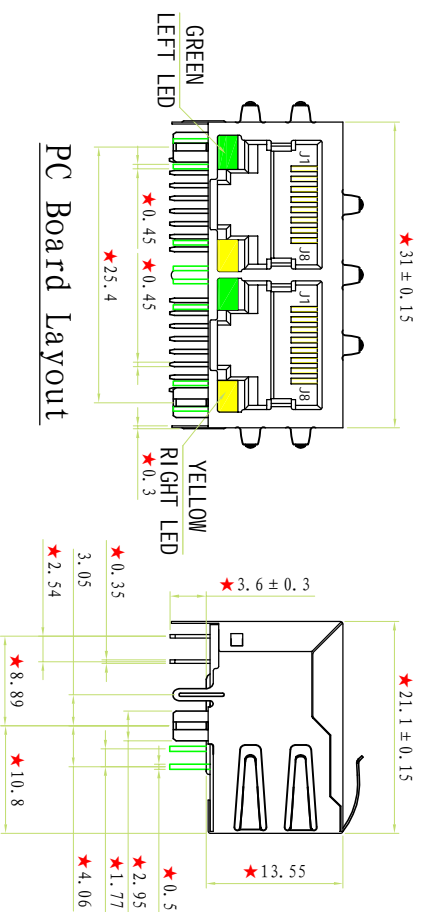 ★31±0.15
J1
J8
J1
J8
GREEN
LEFT LED
YELLOW
RIGHT LED
★0.45
★0.45
★25.4
★0.3
PC Board Layout
★21.1±0.15
★3.6±0.3
★13.55
★0.35
3.05
★2.54
★8.89
★10.8
★0.5
★2.95
★1.77
★4.06